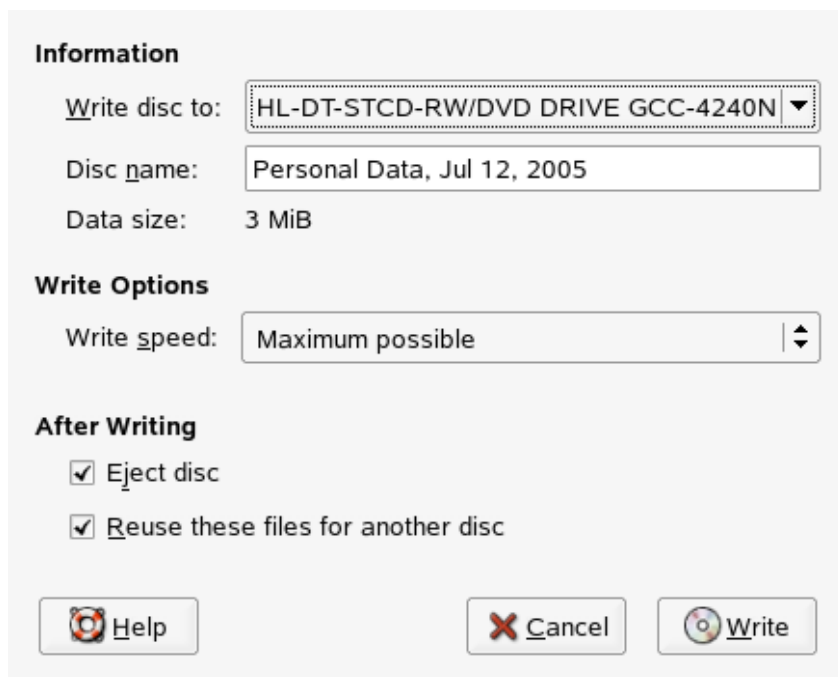 Information
Write disc to: HL-DT-STCD-RW/DVD DRIVE GCC-4240N
Disc name: Personal Data, Jul 12, 2005
Data size: 3 MiB
Write Options
Write speed: Maximum possible
After Writing
Eject disc
Reuse these files for another disc
Help Cancel Write